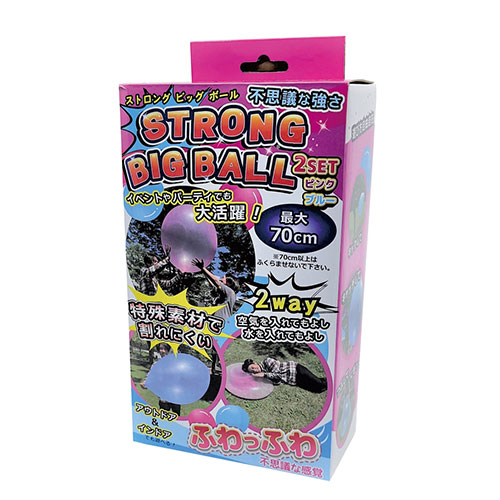 ストロング ビッグ ボール
不思議な強さ
STRONG
BIG BALL
2SET
ピンク
ブルー
イベントやパーティでも
大活躍！
最大
70cm
※70cm以上は
ふくらませないで下さい。
特殊素材で
割れにくい
2way
空気を入れてもよし
水を入れてもよし
アウトドア
&
インドア
でも遊べる！
ふわっふわ
不思議な感覚